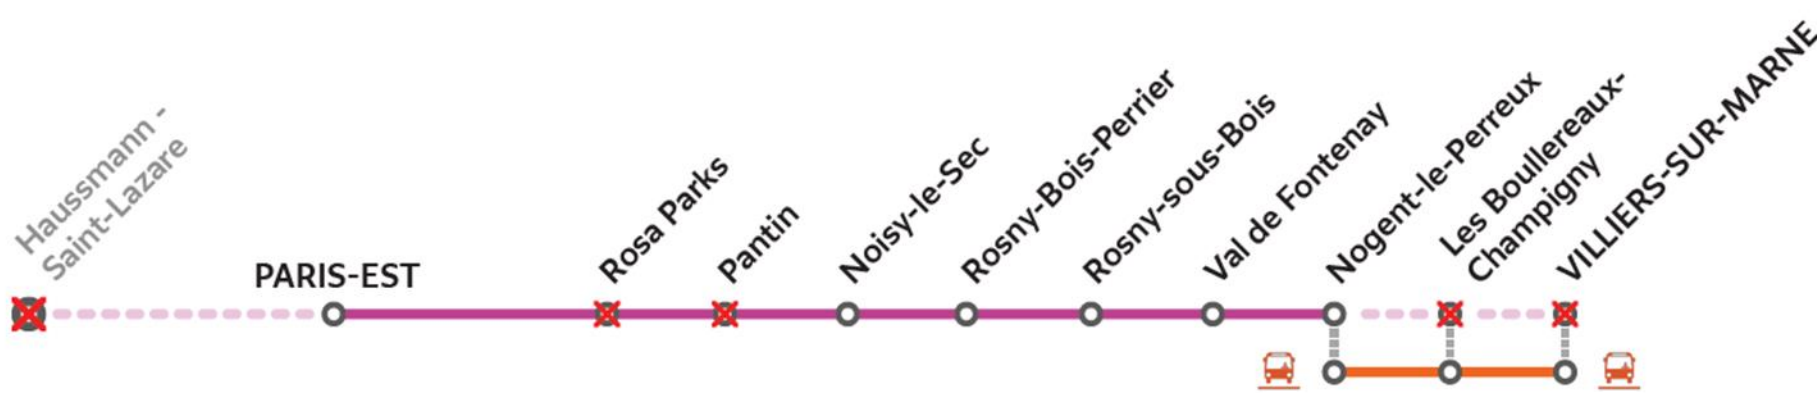 Haussmann -
Saint-Lazare
PARIS-EST
Rosa Parks
Pantin
Noisy-le-Sec
Rosny-Bois-Perrier
Rosny-sous-Bois
Val de Fontenay
Nogent-le-Perreux
Les Boullereaux-
Champigny
VILLIERS-SUR-MARNE